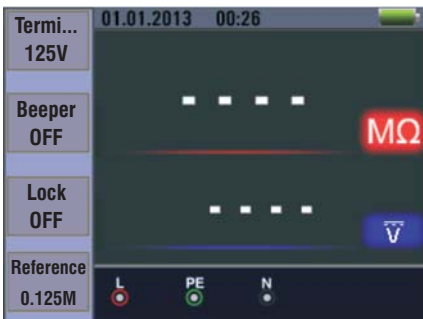 Termi...
125V
01.01.2013 00:26
Beeper
OFF
- - - -
MΩ
Lock
OFF
- - - -
V
Reference
0.125M
L PE N